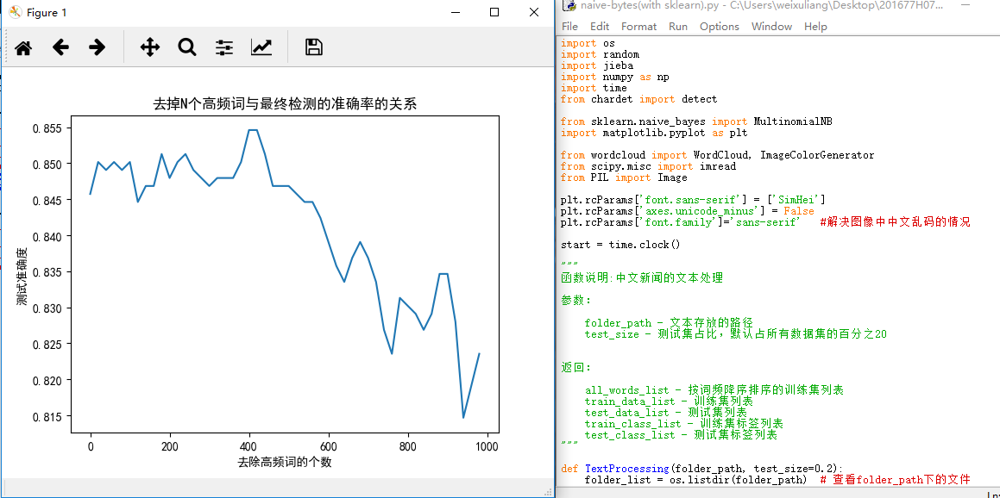 Figure 1
去掉N个高频词与最终检测的准确率的关系
0.855
0.850
0.845
0.840
0.835
0.830
0.825
0.820
0.815
测试准确度
0 200 400 600 800 1000
去除高频词的个数
naive-bytes(with sklearn).py - C:\Users\weixuliang\Desktop\201677H07...
File Edit Format Run Options Window Help
import os
import random
import jieba
import numpy as np
import time
from chardet import detect
from sklearn.naive_bayes import MultinomialNB
import matplotlib.pyplot as plt
from wordcloud import WordCloud, ImageColorGenerator
from scipy.misc import imread
from PIL import Image
plt.rcParams['font.sans-serif'] = ['SimHei']
plt.rcParams['axes.unicode_minus'] = False
plt.rcParams['font.family']='sans-serif' #解决图像中中文乱码的情况
start = time.clock()
"""
函数说明:中文新闻的文本处理
参数:
folder_path - 文本存放的路径
test_size - 测试集占比，默认占所有数据集的百分之20
返回:
all_words_list - 按词频降序排序的训练集列表
train_data_list - 训练集列表
test_data_list - 测试集列表
train_class_list - 训练集标签列表
test_class_list - 测试集标签列表
"""
def TextProcessing(folder_path, test_size=0.2):
folder_list = os.listdir(folder_path) # 查看folder_path下的文件